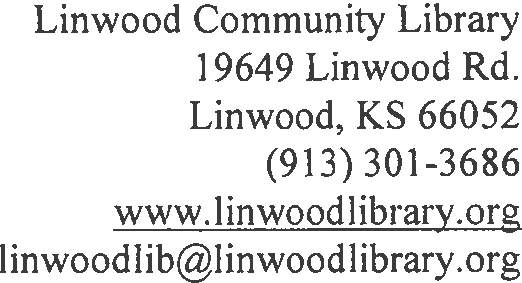 Linwood Community Library
19649 Linwood Rd.
Linwood, KS 66052
(913) 301-3686
www.linwoodlibrary.org
linwoodlib@linwoodlibrary.org